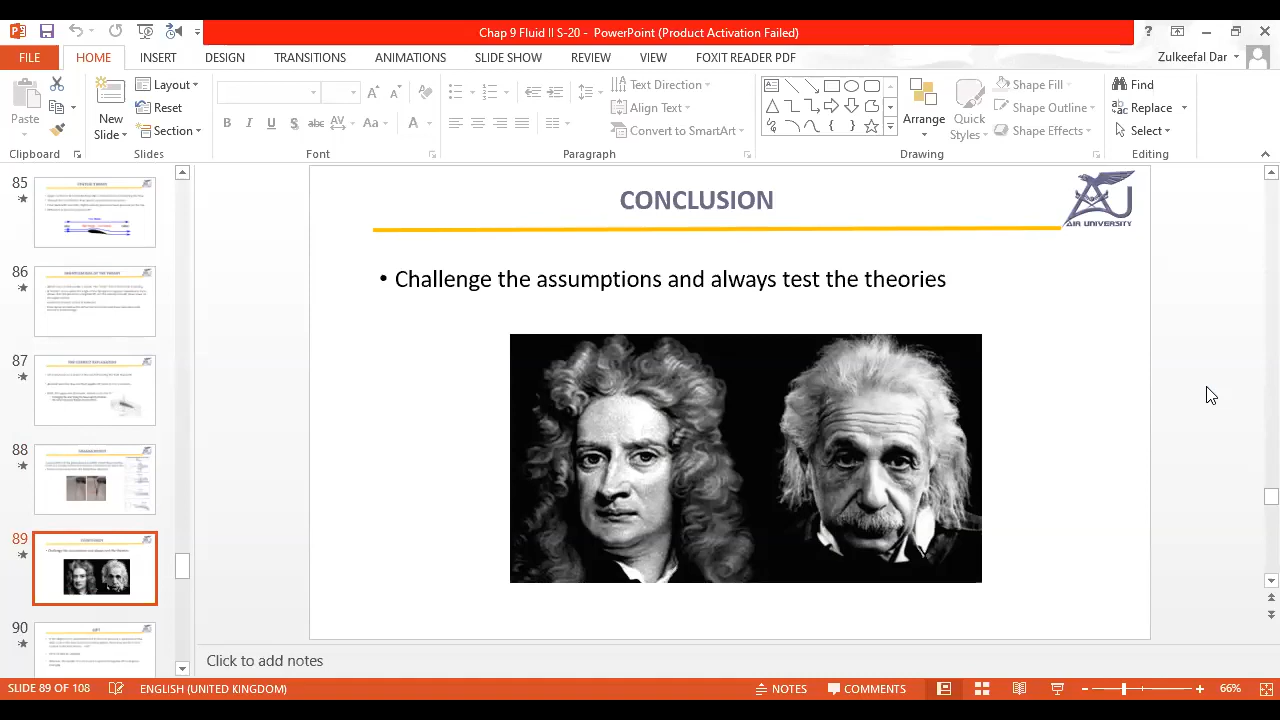 Chap 9 Fluid II S-20 - PowerPoint (Product Activation Failed)
FILE HOME INSERT DESIGN TRANSITIONS ANIMATIONS SLIDE SHOW REVIEW VIEW FOXIT READER PDF Zulkeefal Dar
Paste
Clipboard
New Slide
Layout
Reset
Section
Slides
B I U S abc AV Aa A
Font
Text Direction
Align Text
Convert to SmartArt
Paragraph
Arrange
Quick Styles
Shape Fill
Shape Outline
Shape Effects
Drawing
Find
Replace
Select
Editing
85
86
87
88
89
90
CONCLUSION
AIR UNIVERSITY
• Challenge the assumptions and always test the theories
Click to add notes
SLIDE 89 OF 108 ENGLISH (UNITED KINGDOM) NOTES COMMENTS 66%